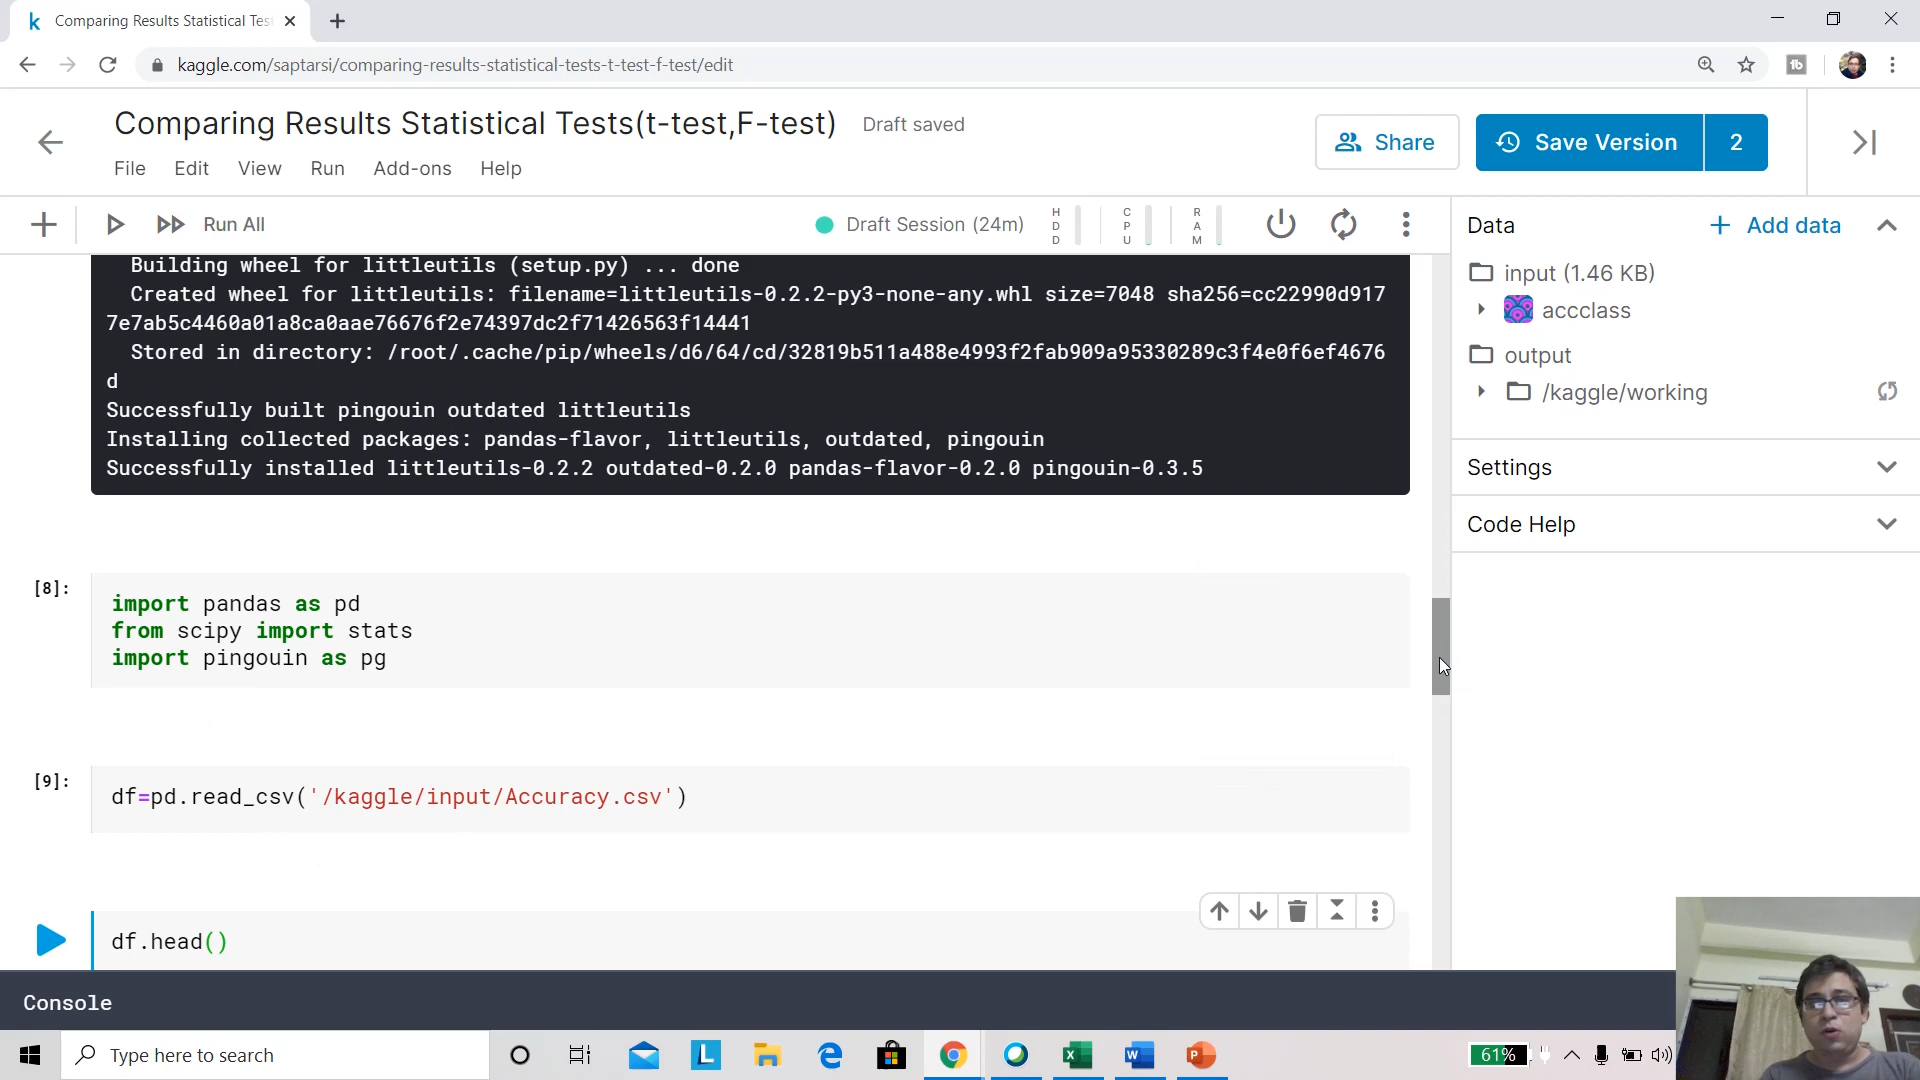 Comparing Results Statistical Tes
kaggle.com/saptarsi/comparing-results-statistical-tests-t-test-f-test/edit
Comparing Results Statistical Tests(t-test,F-test) Draft saved
Share
Save Version 2
File Edit View Run Add-ons Help
Run All
Draft Session (24m)
HDD
CPU
RAM
Data
Add data
input (1.46 KB)
accclass
output
/kaggle/working
Settings
Code Help
Building wheel for littleutils (setup.py) ... done
Created wheel for littleutils: filename=littleutils-0.2.2-py3-none-any.whl size=7048 sha256=cc22990d917
7e7ab5c4460a01a8ca0aae76676f2e74397dc2f71426563f14441
Stored in directory: /root/.cache/pip/wheels/d6/64/cd/32819b511a488e4993f2fab909a95330289c3f4e0f6ef4676
d
Successfully built pingouin outdated littleutils
Installing collected packages: pandas-flavor, littleutils, outdated, pingouin
Successfully installed littleutils-0.2.2 outdated-0.2.0 pandas-flavor-0.2.0 pingouin-0.3.5
[8]:
import pandas as pd
from scipy import stats
import pingouin as pg
[9]:
df=pd.read_csv('/kaggle/input/Accuracy.csv')
df.head()
Console
Type here to search
61%